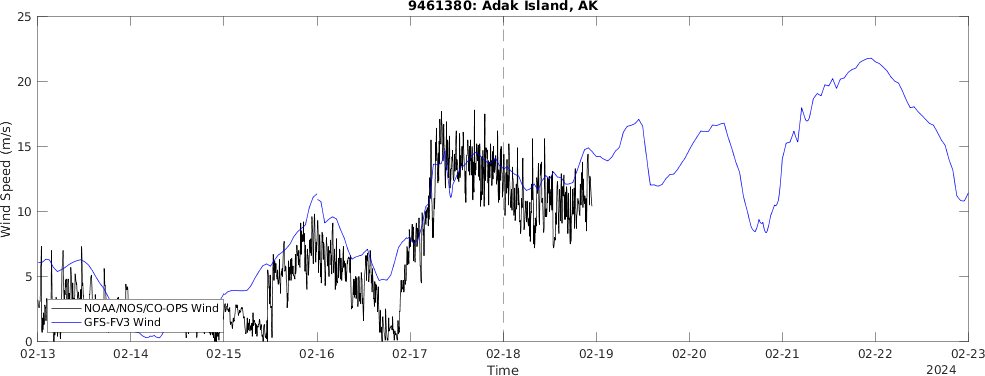 9461380: Adak Island, AK
Wind Speed (m/s)
25
20
15
10
5
0
NOAA/NOS/CO-OPS Wind
GFS-FV3 Wind
02-13 02-14 02-15 02-16 02-17 02-18 02-19 02-20 02-21 02-22 02-23
Time
2024